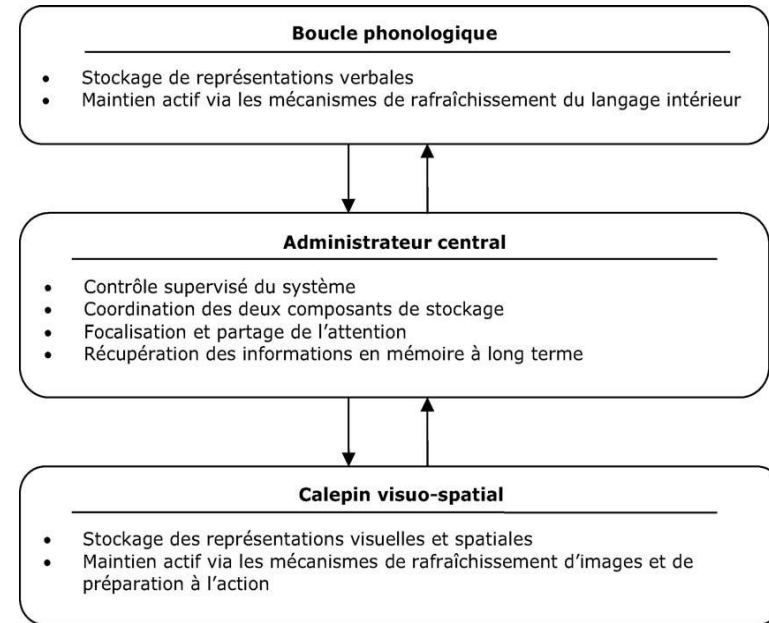 Boucle phonologique
• Stockage de représentations verbales
• Maintien actif via les mécanismes de rafraîchissement du langage intérieur
Administrateur central
• Contrôle supervisé du système
• Coordination des deux composants de stockage
• Focalisation et partage de l'attention
• Récupération des informations en mémoire à long terme
Calepin visuo-spatial
• Stockage des représentations visuelles et spatiales
• Maintien actif via les mécanismes de rafraîchissement d'images et de
préparation à l'action